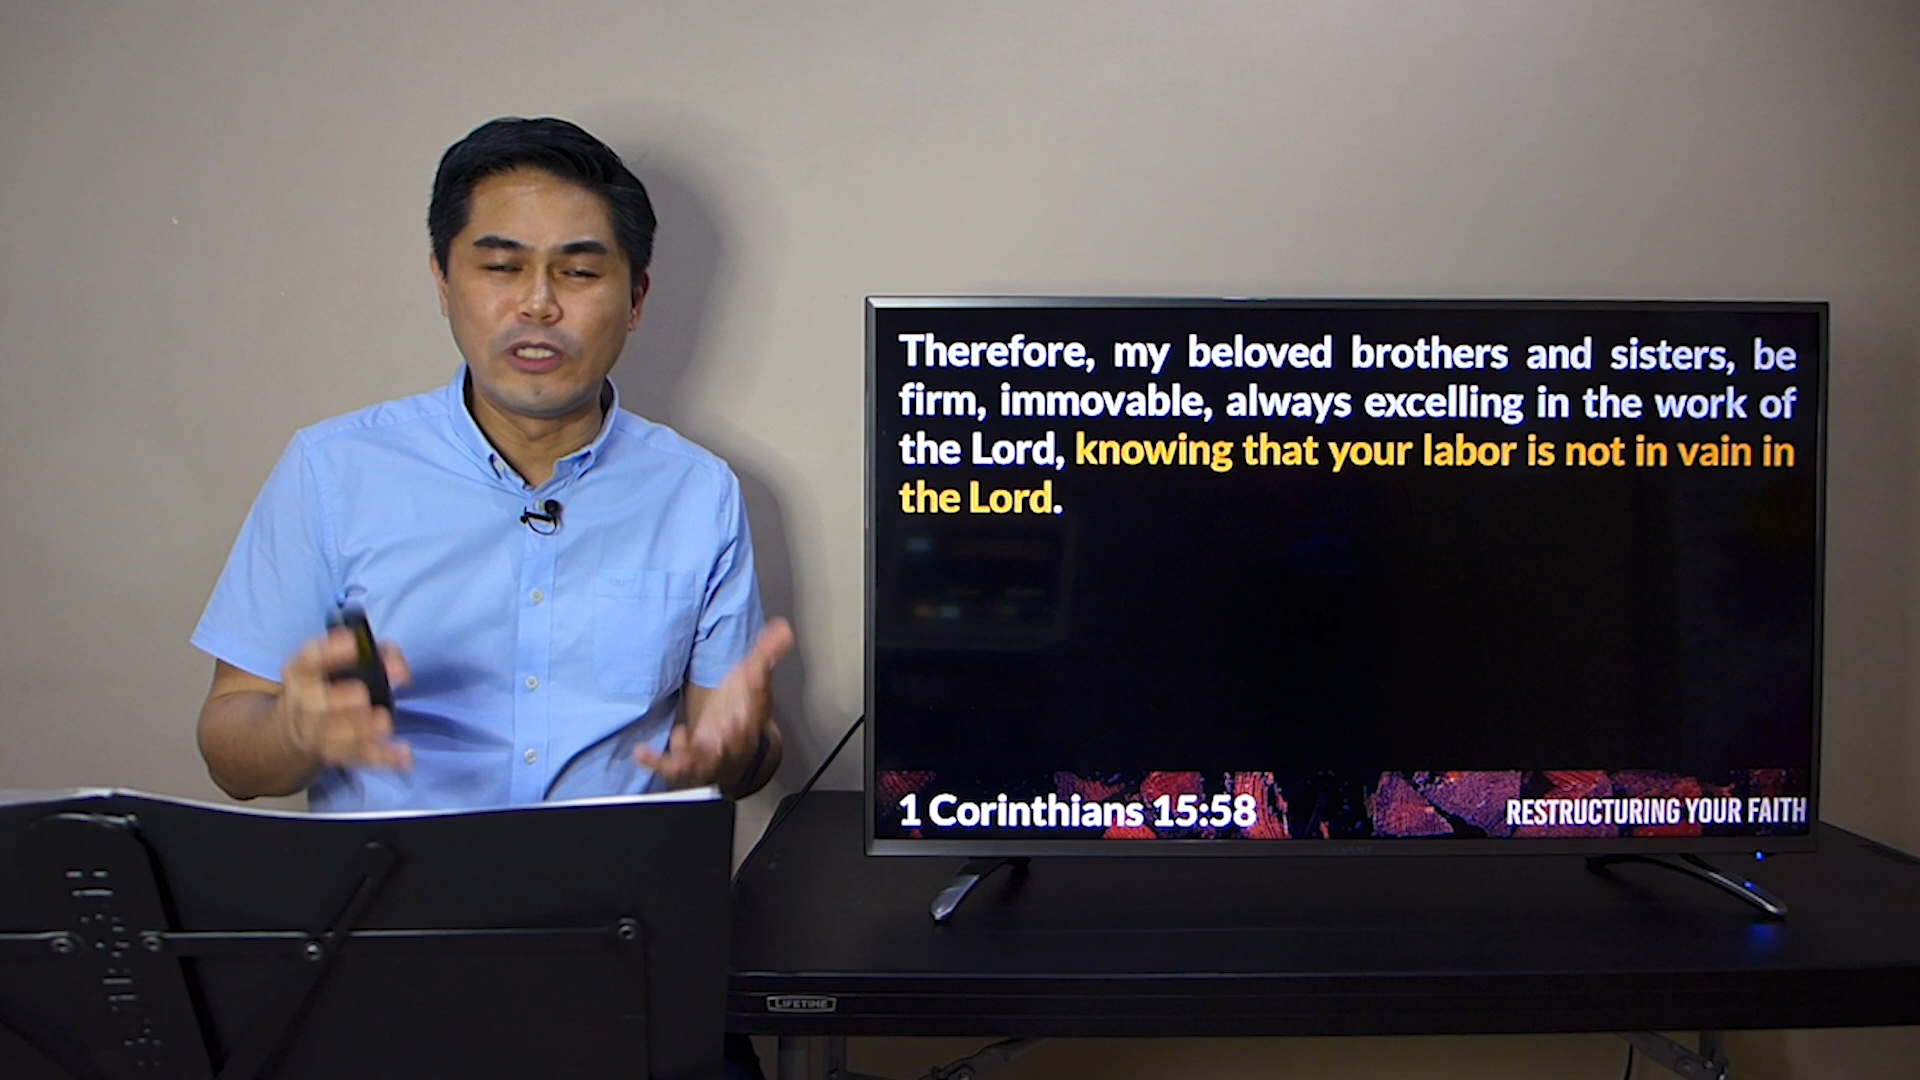 Therefore, my beloved brothers and sisters, be
firm, immovable, always excelling in the work of
the Lord, knowing that your labor is not in vain in
the Lord.
1 Corinthians 15:58
RESTRUCTURING YOUR FAITH
LIFETIME